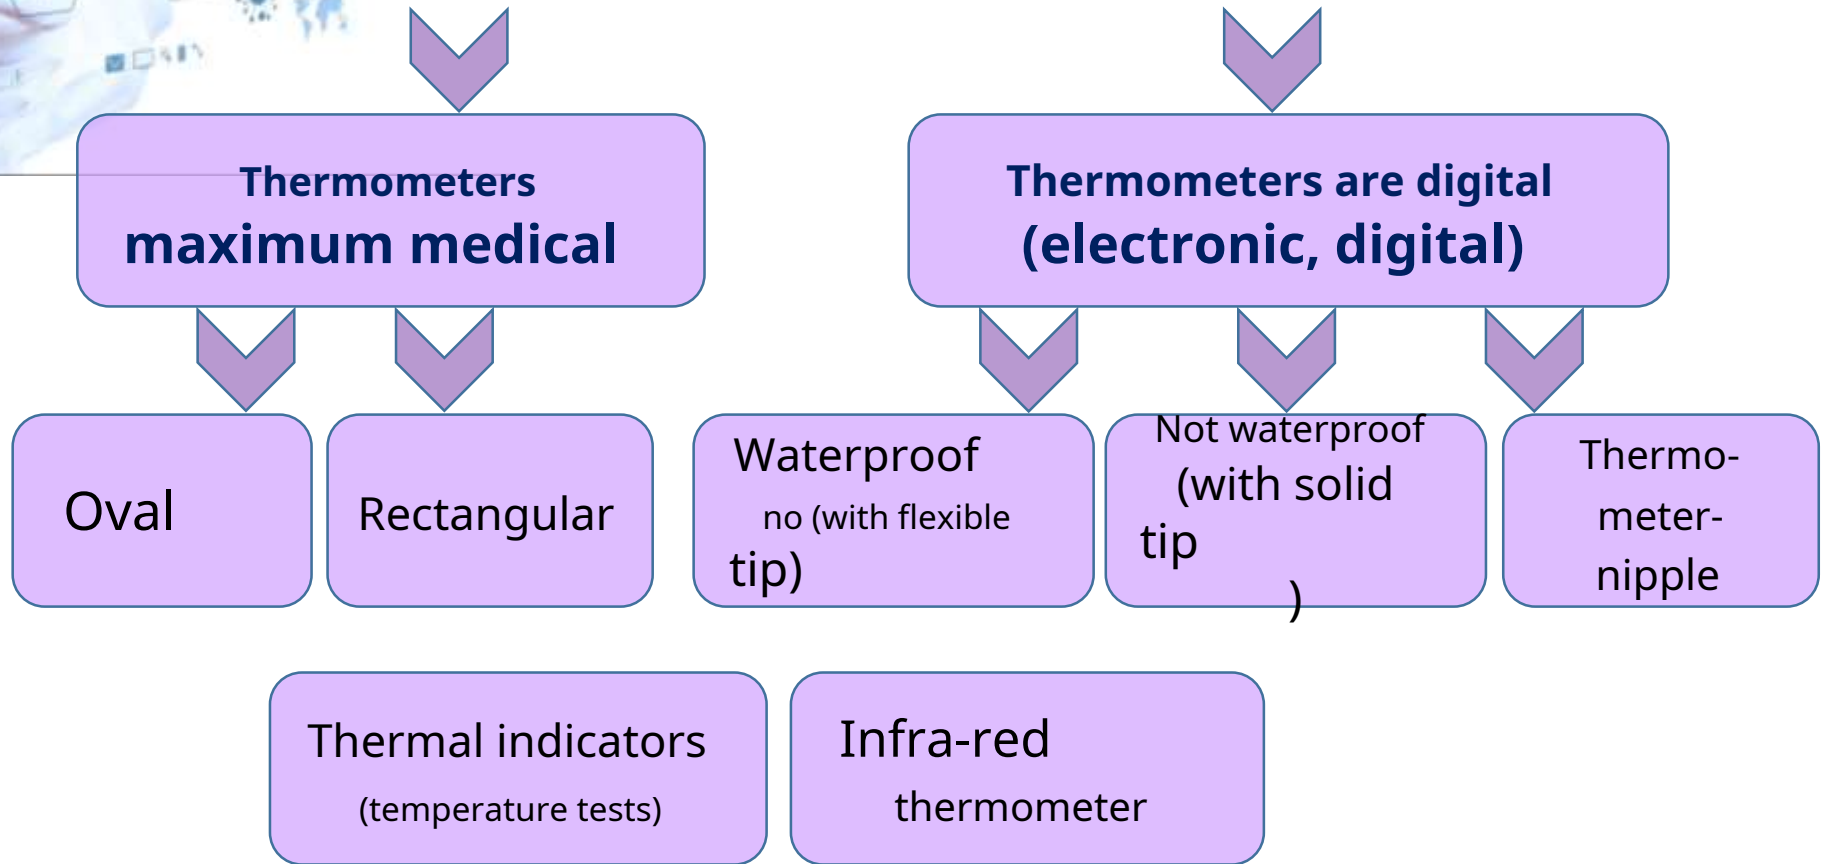 Thermometers
maximum medical
Thermometers are digital
(electronic, digital)
Oval
Rectangular
Waterproof
no (with flexible
tip)
Not waterproof
(with solid
tip
)
Thermo-
meter-
nipple
Thermal indicators
(temperature tests)
Infra-red
thermometer